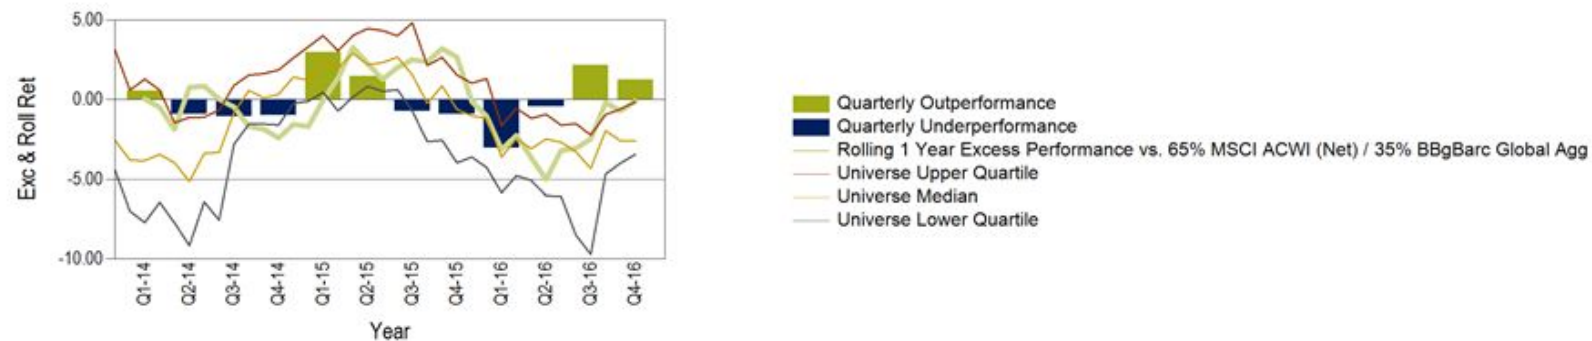 Exc & Roll Ret
5.00
0.00
-5.00
-10.00
Q1-14
Q2-14
Q3-14
Q4-14
Q1-15
Q2-15
Q3-15
Q4-15
Q1-16
Q2-16
Q3-16
Q4-16
Year
Quarterly Outperformance
Quarterly Underperformance
Rolling 1 Year Excess Performance vs. 65% MSCI ACWI (Net) / 35% BBgBarc Global Agg
Universe Upper Quartile
Universe Median
Universe Lower Quartile